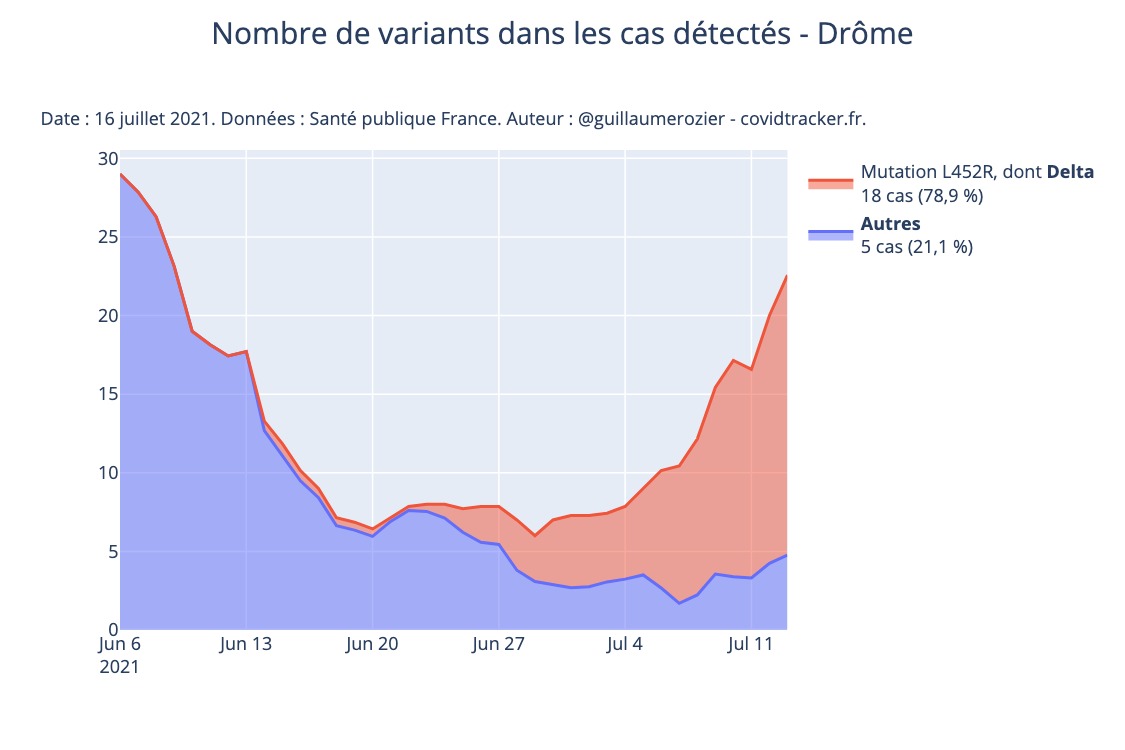 Nombre de variants dans les cas détectés - Drôme
Date : 16 juillet 2021. Données : Santé publique France. Auteur : @guillaumerozier - covidtracker.fr.
30
25
20
15
10
5
0
Jun 6
2021
Jun 13
Jun 20
Jun 27
Jul 4
Jul 11
Mutation L452R, dont Delta
18 cas (78,9 %)
Autres
5 cas (21,1 %)